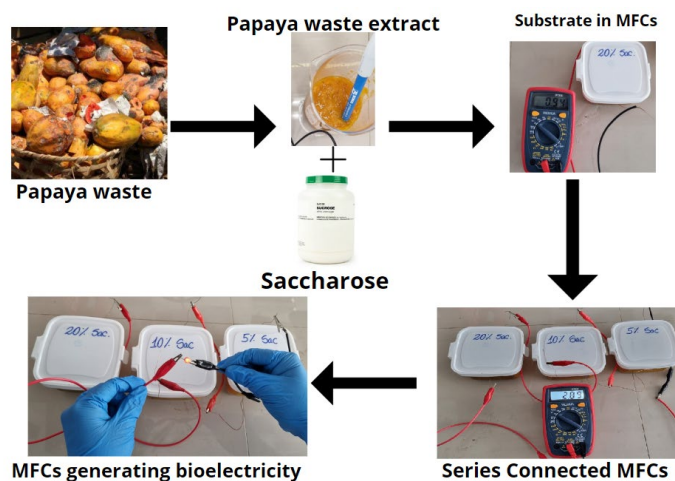 Papaya waste extract
Substrate in MFCs
20% Sac.
Papaya waste
+
SUCROSE
Saccharose
20% Sac.
10% Sac
5% Sac
20% Sac.
10% Sac
5% Sac
MFCs generating bioelectricity
Series Connected MFCs